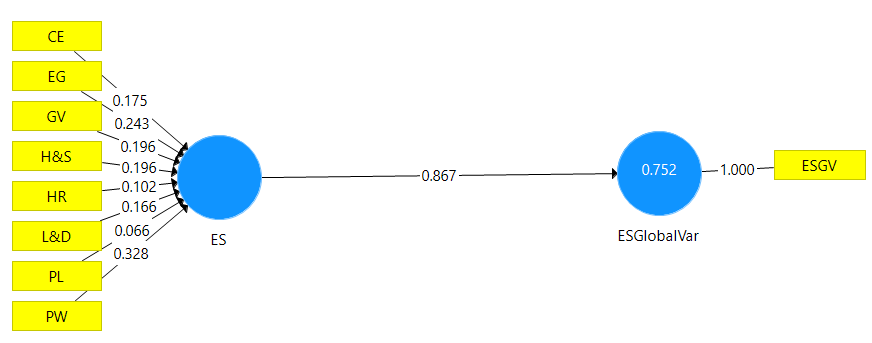 CE
EG
GV
H&S
HR
L&D
PL
PW
0.175
0.243
0.196
0.196
0.102
0.166
0.066
0.328
ES
0.867
0.752
ESGlobalVar
1.000
ESGV